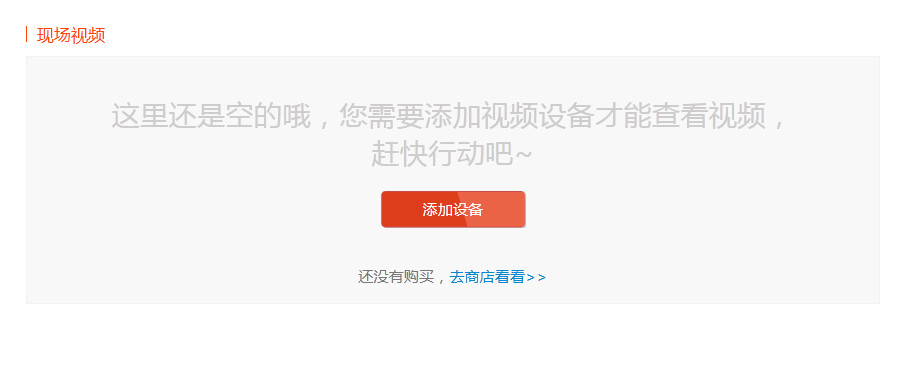 现场视频
这里还是空的哦，您需要添加视频设备才能查看视频，
赶快行动吧~
添加设备
还没有购买，去商店看看>>